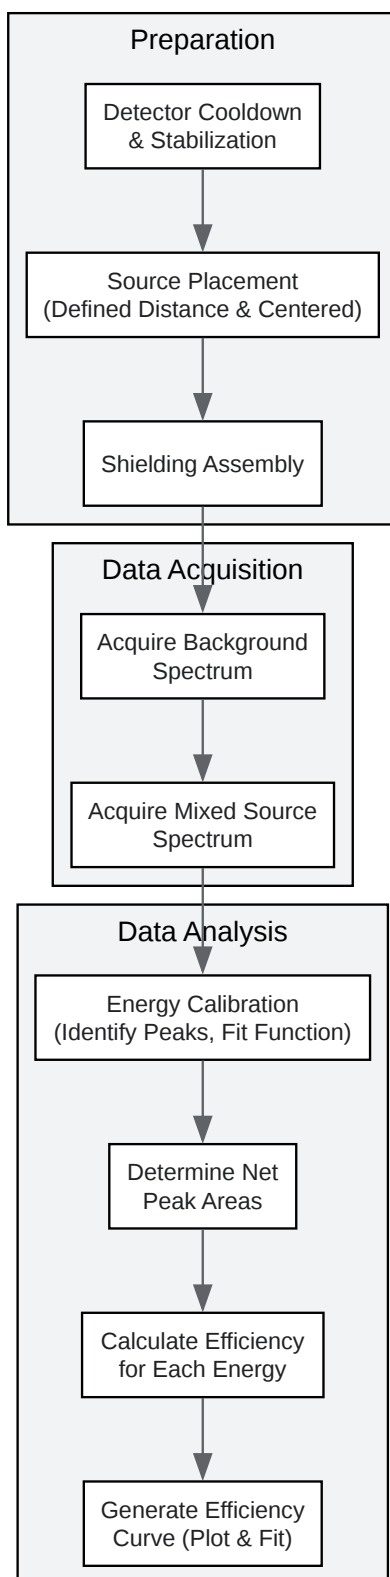 Preparation
Detector Cooldown
& Stabilization
Source Placement
(Defined Distance & Centered)
Shielding Assembly
Data Acquisition
Acquire Background
Spectrum
Acquire Mixed Source
Spectrum
Data Analysis
Energy Calibration
(Identify Peaks, Fit Function)
Determine Net
Peak Areas
Calculate Efficiency
for Each Energy
Generate Efficiency
Curve (Plot & Fit)